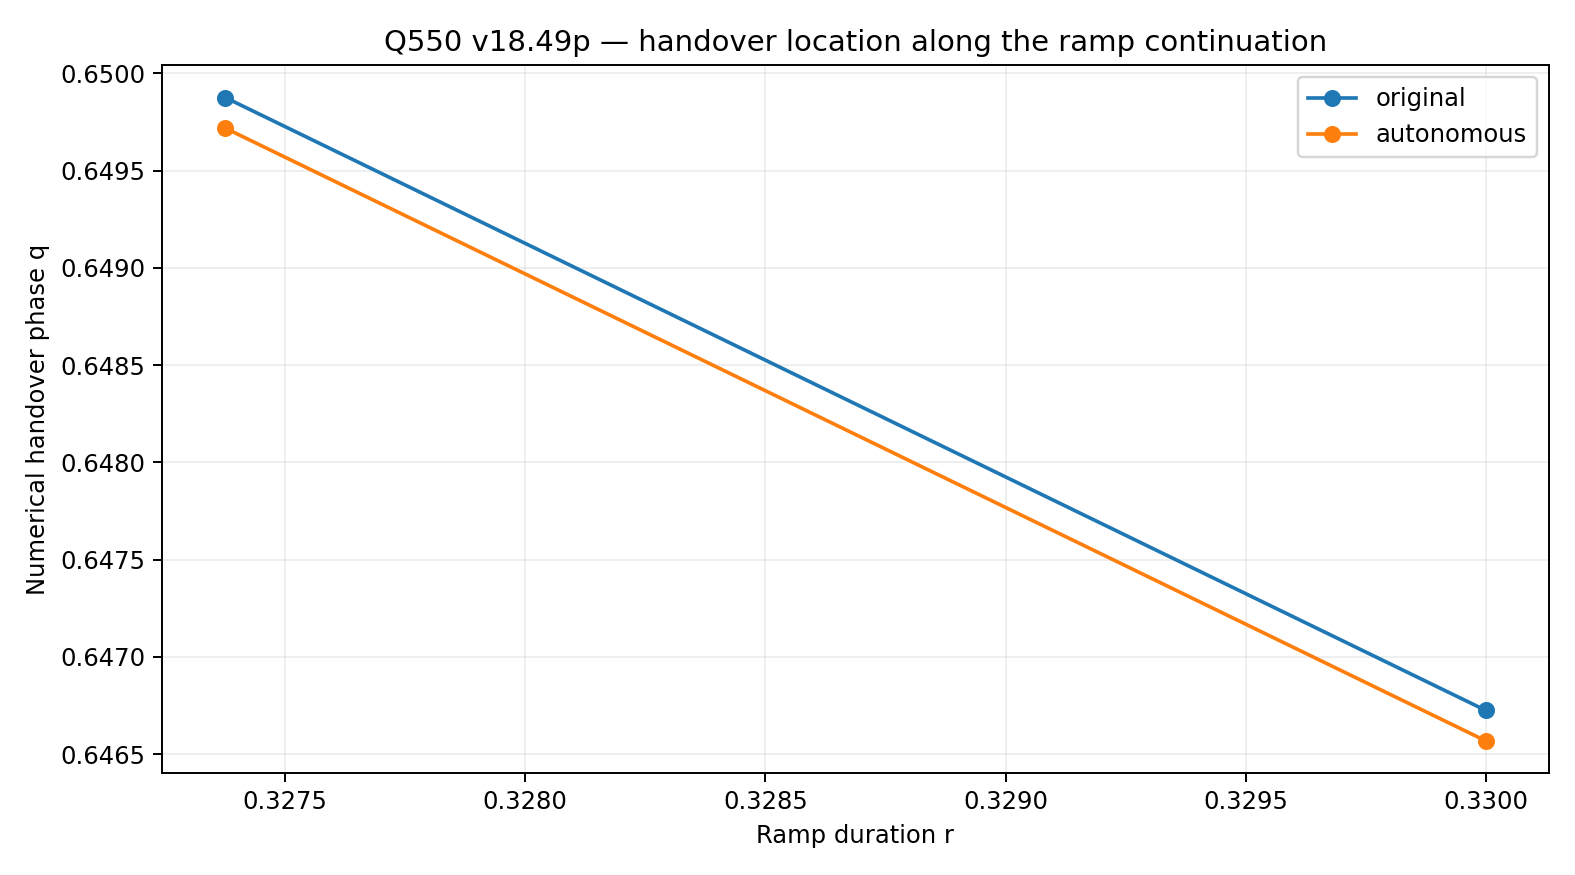 Q550 v18.49p — handover location along the ramp continuation
original
autonomous
Numerical handover phase q
0.6500
0.6495
0.6490
0.6485
0.6480
0.6475
0.6470
0.6465
0.3275
0.3280
0.3285
0.3290
0.3295
0.3300
Ramp duration r